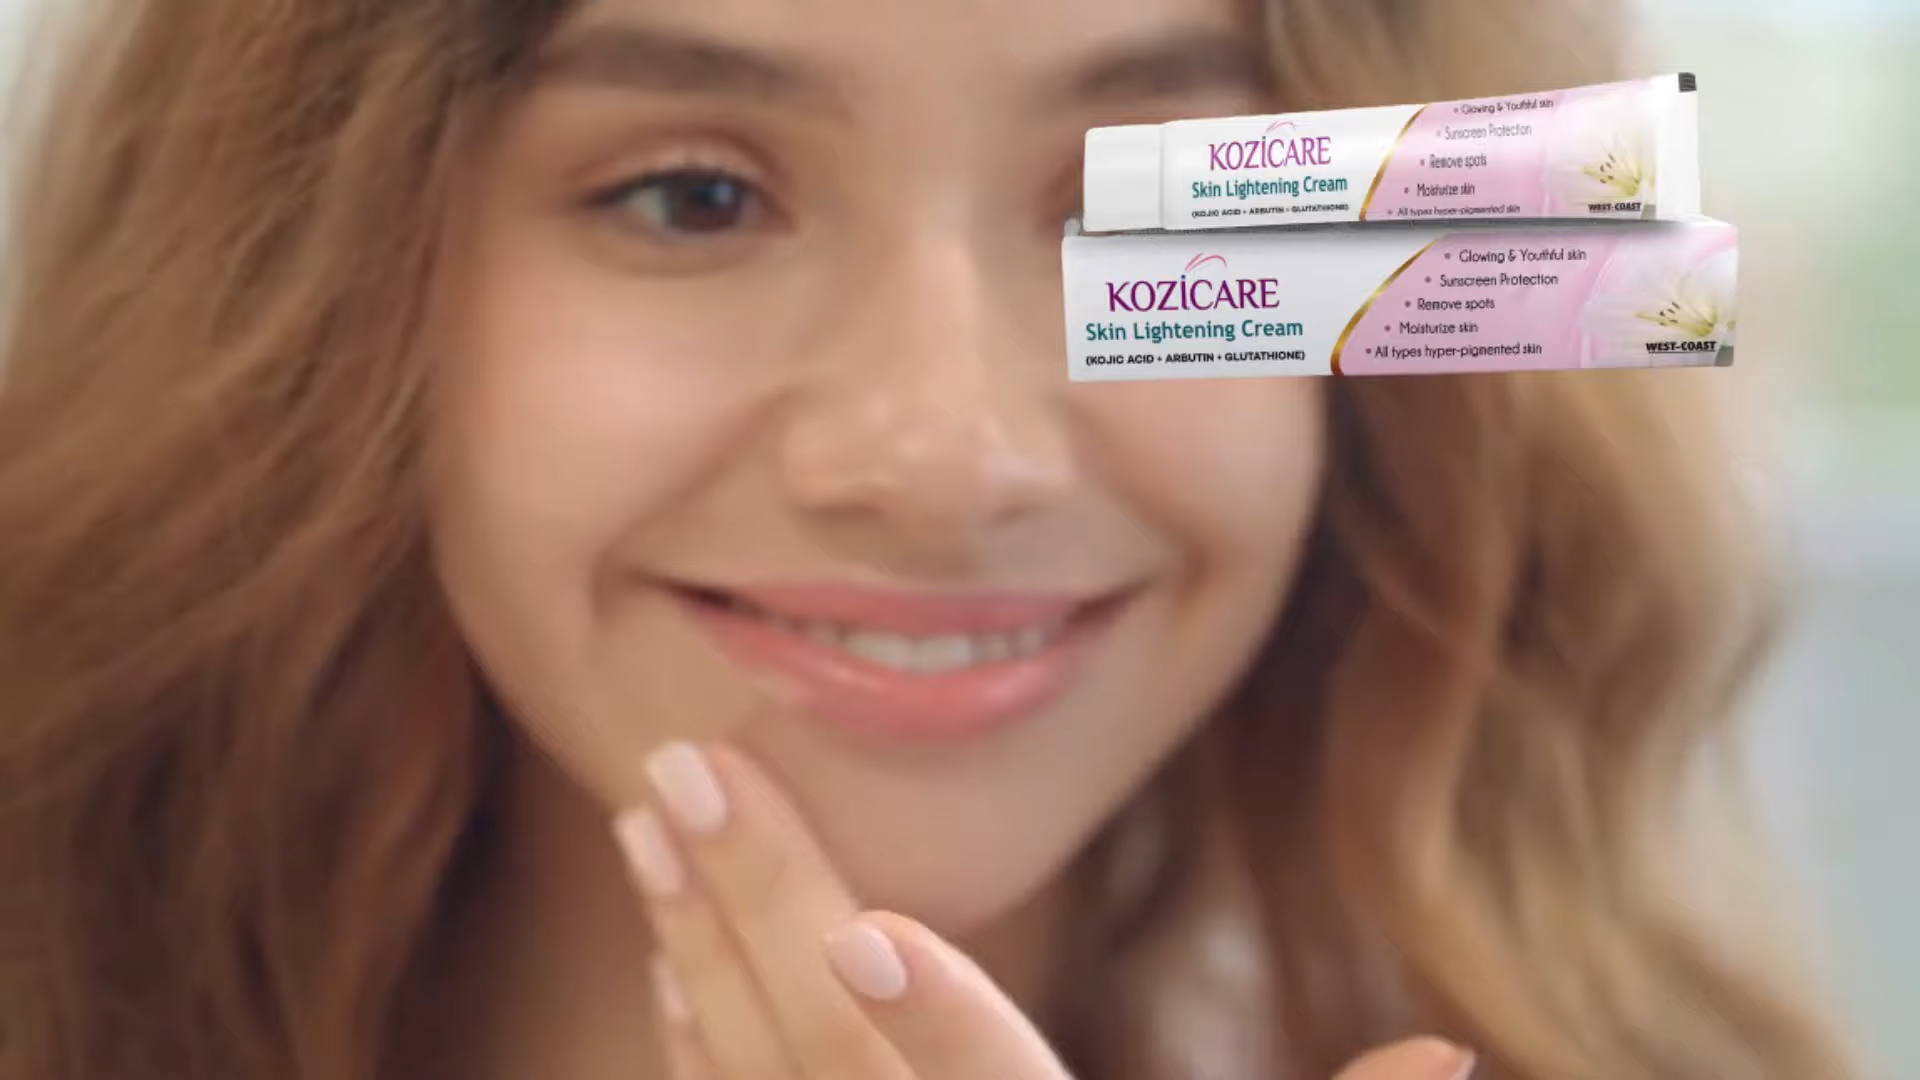 KOZiCARE
Skin Lightening Cream
(KOJIC ACID + ARBUTIN + GLUTATHIONE)
• Glowing & Youthful skin
• Sunscreen Protection
• Remove spots
• Moisturize skin
• All types hyper-pigmented skin
WEST-COAST
KOZiCARE
Skin Lightening Cream
(KOJIC ACID + ARBUTIN + GLUTATHIONE)
• Glowing & Youthful skin
• Sunscreen Protection
• Remove spots
• Moisturize skin
• All types hyper-pigmented skin
WEST-COAST